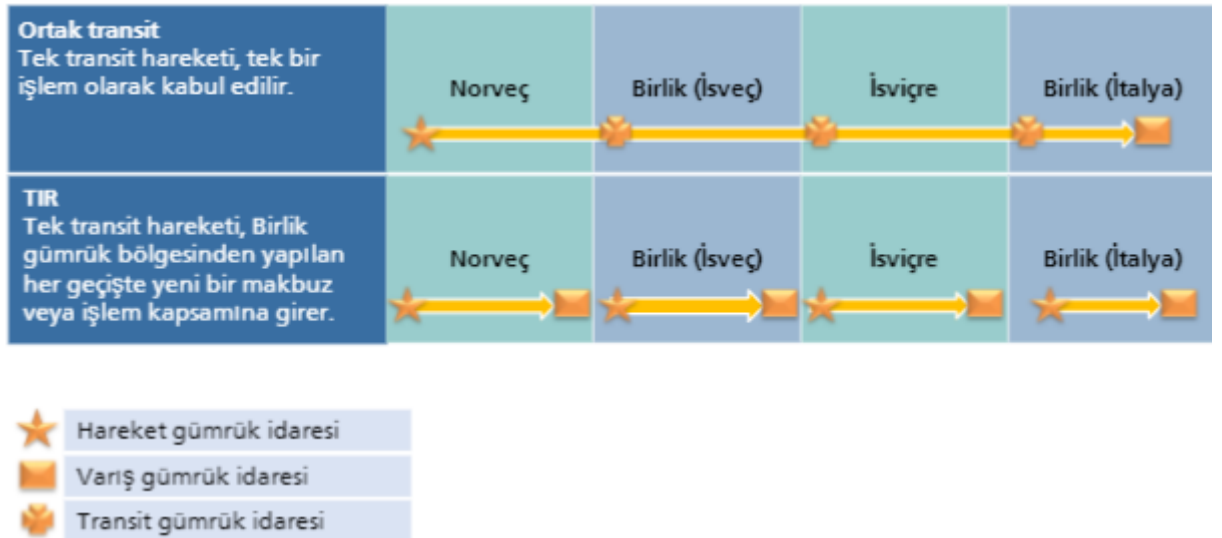 Ortak transit
Tek transit hareketi, tek bir
işlem olarak kabul edilir.
Norveç
Birlik (İsveç)
İsviçre
Birlik (İtalya)
TIR
Tek transit hareketi, Birlik
gümrük bölgesinden yapılan
her geçişte yeni bir makbuz
veya işlem kapsamına girer.
Norveç
Birlik (İsveç)
İsviçre
Birlik (İtalya)
Hareket gümrük idaresi
Varış gümrük idaresi
Transit gümrük idaresi